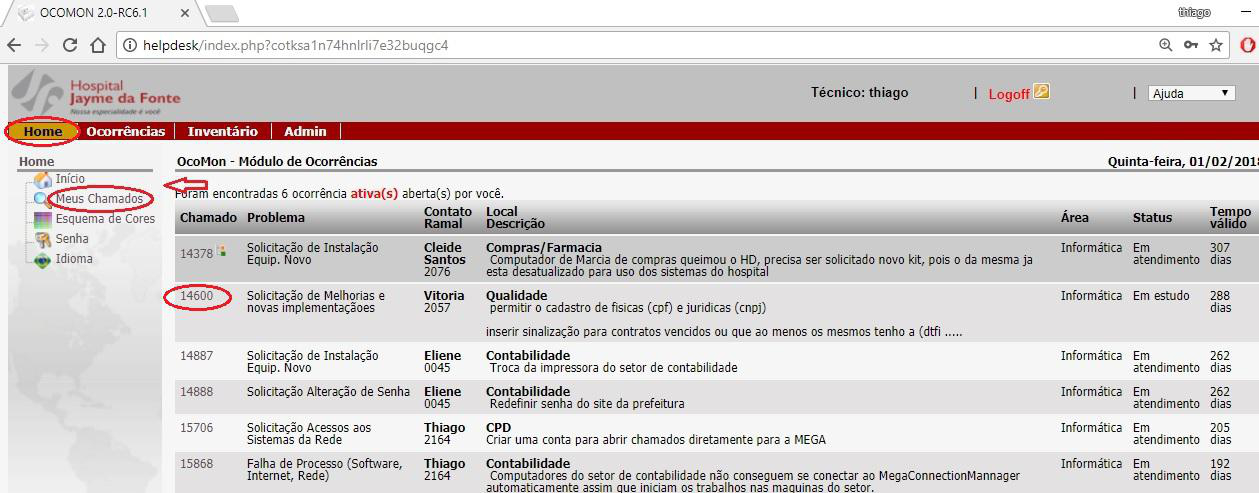 OCOMON 2.0-RC6.1
thiago
helpdesk/index.php?cotksa1n74hnlrli7e32buqgc4
Hospital
Jayme da Fonte
Nossa especialidade é você
Técnico: thiago | Logoff | Ajuda
Home Ocorrências Inventário Admin
Home
Início
Meus Chamados
Esquema de Cores
Senha
Idioma
OcoMon - Módulo de Ocorrências Quinta-feira, 01/02/2018
Foram encontradas 6 ocorrência ativa(s) aberta(s) por você.
Chamado Problema Contato Local Área Status Tempo
Ramal Descrição válido
14378 Solicitação de Instalação Cleide Compras/Farmacia Informática Em 307
Equip. Novo Santos Computador de Marcia de compras queimou o HD, precisa ser solicitado novo kit, pois o da mesma ja atendimento dias
2076 esta desatualizado para uso dos sistemas do hospital
14600 Solicitação de Melhorias e Vitoria Qualidade Informática Em estudo 288
novas implementaçãoes 2057 permitir o cadastro de fisicas (cpf) e juridicas (cnpj) dias
inserir sinalização para contratos vencidos ou que ao menos os mesmos tenho a (dtfi .....
14887 Solicitação de Instalação Eliene Contabilidade Informática Em 262
Equip. Novo 0045 Troca da impressora do setor de contabilidade atendimento dias
14888 Solicitação Alteração de Senha Eliene Contabilidade Informática Em 262
0045 Redefinir senha do site da prefeitura atendimento dias
15706 Solicitação Acessos ao Thiago CPD Informática Em 205
Sistemas da Rede 2164 Criar uma conta para abrir chamados diretamente para a MEGA atendimento dias
15868 Falha de Processo (Software, Thiago Contabilidade Informática Em 192
Internet, Rede) 2164 Computadores do setor de contabilidade não conseguem se conectar ao MegaConnectionMannager atendimento dias
automaticamente assim que iniciam os trabalhos nas maquinas do setor.